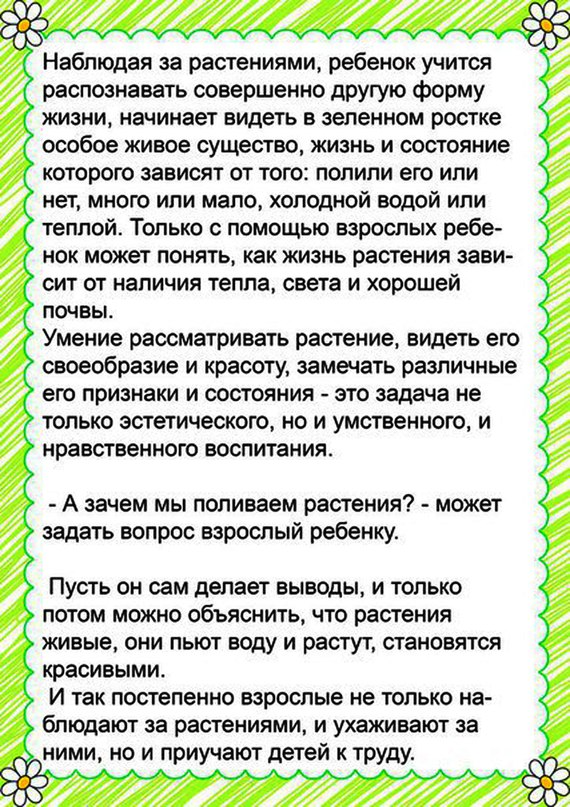 Наблюдая за растениями, ребенок учится
распознавать совершенно другую форму
жизни, начинает видеть в зеленном ростке
особое живое существо, жизнь и состояние
которого зависят от того: полили его или
нет, много или мало, холодной водой или
теплой. Только с помощью взрослых ребе-
нок может понять, как жизнь растения зави-
сит от наличия тепла, света и хорошей
почвы.
Умение рассматривать растение, видеть его
своеобразие и красоту, замечать различные
его признаки и состояния - это задача не
только эстетического, но и умственного, и
нравственного воспитания.
- А зачем мы поливаем растения? - может
задать вопрос взрослый ребенку.
Пусть он сам делает выводы, и только
потом можно объяснить, что растения
живые, они пьют воду и растут, становятся
красивыми.
И так постепенно взрослые не только на-
блюдают за растениями, и ухаживают за
ними, но и приучают детей к труду.